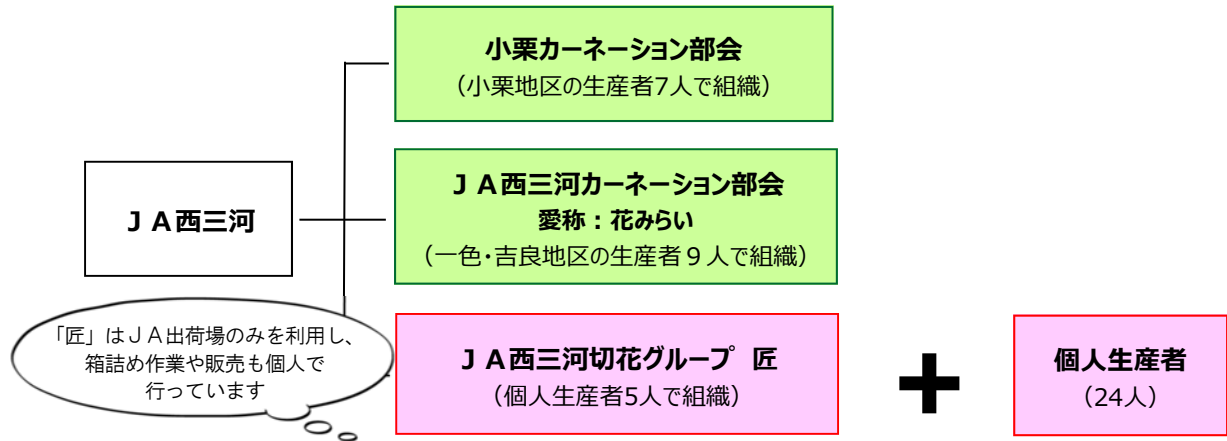 小栗カーネーション部会
（小栗地区の生産者7人で組織）
ＪＡ西三河
ＪＡ西三河カーネーション部会
愛称：花みらい
（一色・吉良地区の生産者９人で組織）
「匠」はＪＡ出荷場のみを利用し、
箱詰め作業や販売も個人で
行っています
ＪＡ西三河切花グループ 匠
（個人生産者5人で組織）
+
個人生産者
（24人）